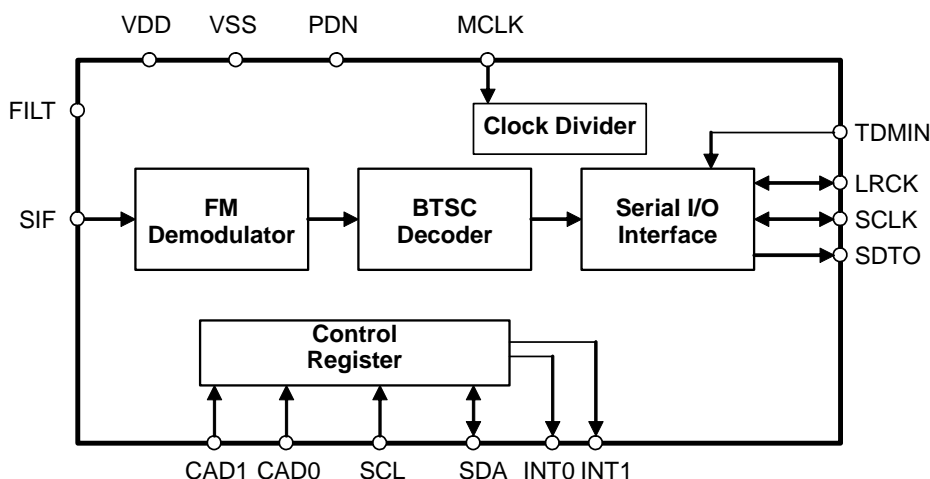 VDD VSS PDN MCLK
FILT
Clock Divider
TDMIN
SIF
FM
Demodulator
BTSC
Decoder
Serial I/O
Interface
LRCK
SCLK
SDTO
Control
Register
CAD1 CAD0 SCL SDA INT0 INT1